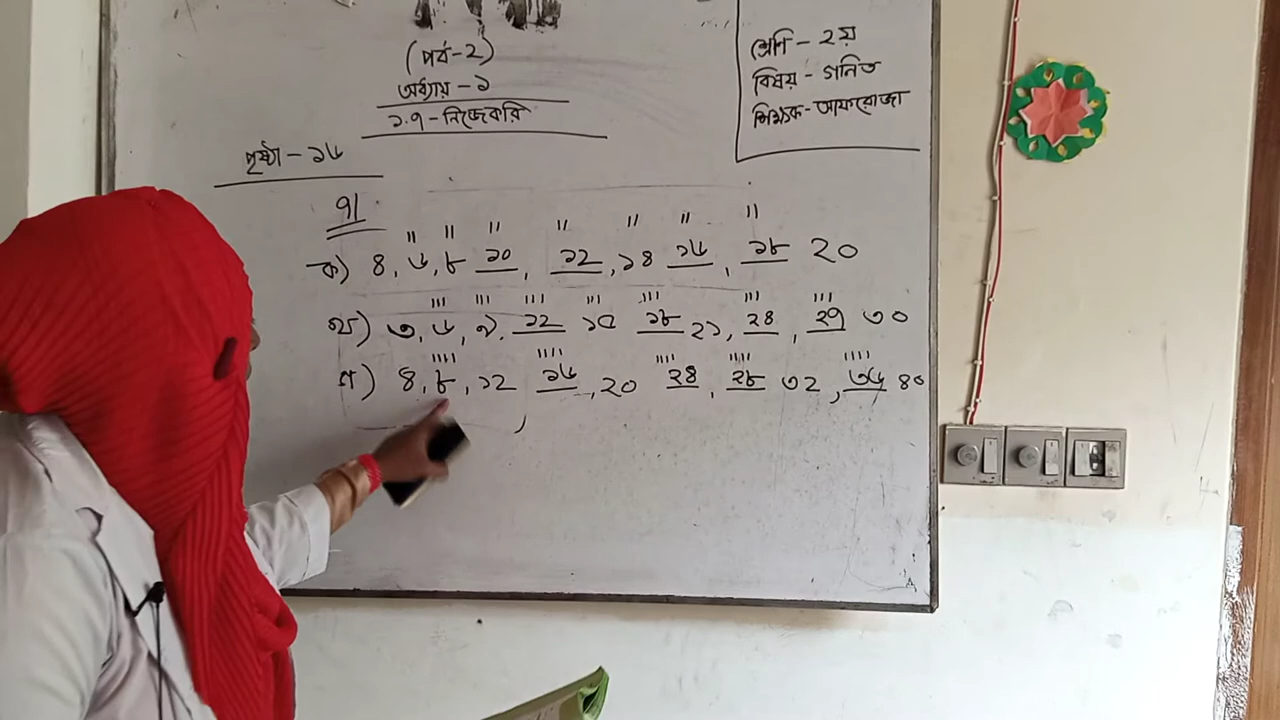 (পর্ব-২)
অধ্যায় - ১
১.৭ - নিজেকরি
শ্রেণি - ২য়
বিষয় - গনিত
শিক্ষক - আফরোজা
পৃষ্ঠা - ১৬
৭।
ক) ৪, ৬, ৮ ১০, ১২, ১৪ ১৬, ১৮ ২০
খ) ৩, ৬, ৯, ১২ ১৫ ১৮ ২১, ২৪, ২৭ ৩০
গ) ৪, ৮, ১২ ১৬, ২০ ২৪, ২৮ ৩২, ৩৬ ৪০